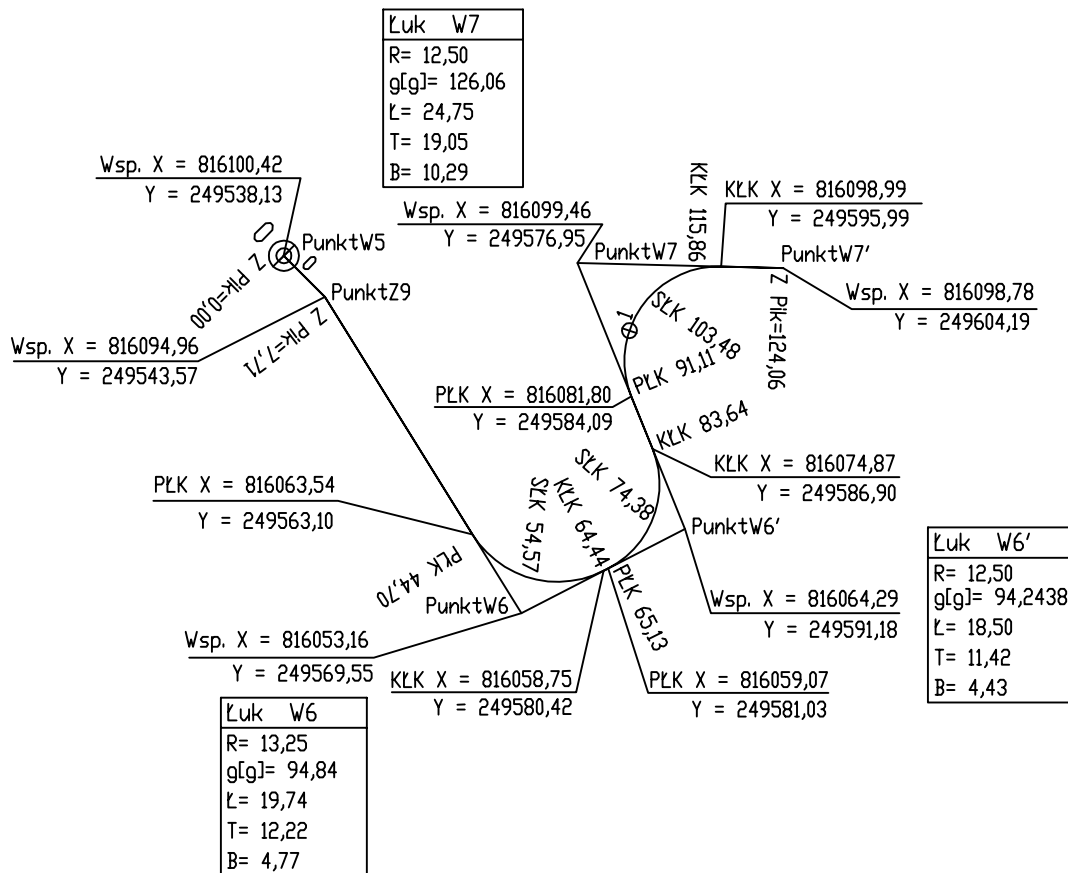 Łuk W7
R= 12,50
g[g]= 126,06
Ł= 24,75
T= 19,05
B= 10,29
Wsp. X = 816100,42
Y = 249538,13
PunktW5
Z Pik=0,00
PunktZ9
Z Pik=7,71
Wsp. X = 816094,96
Y = 249543,57
Wsp. X = 816099,46
Y = 249576,95
PunktW7
KŁK 115,86
KŁK X = 816098,99
Y = 249595,99
PunktW7'
Z Pik=124,06
Wsp. X = 816098,78
Y = 249604,19
1
SŁK 103,48
PŁK 91,11
PŁK X = 816081,80
Y = 249584,09
KŁK 83,64
KŁK X = 816074,87
Y = 249586,90
SŁK 74,38
KŁK 64,44
SŁK 54,57
PŁK X = 816063,54
Y = 249563,10
PŁK 44,70
PunktW6'
PŁK 65,13
PunktW6
Wsp. X = 816064,29
Y = 249591,18
Wsp. X = 816053,16
Y = 249569,55
KŁK X = 816058,75
Y = 249580,42
PŁK X = 816059,07
Y = 249581,03
Łuk W6'
R= 12,50
g[g]= 94,2438
Ł= 18,50
T= 11,42
B= 4,43
Łuk W6
R= 13,25
g[g]= 94,84
Ł= 19,74
T= 12,22
B= 4,77